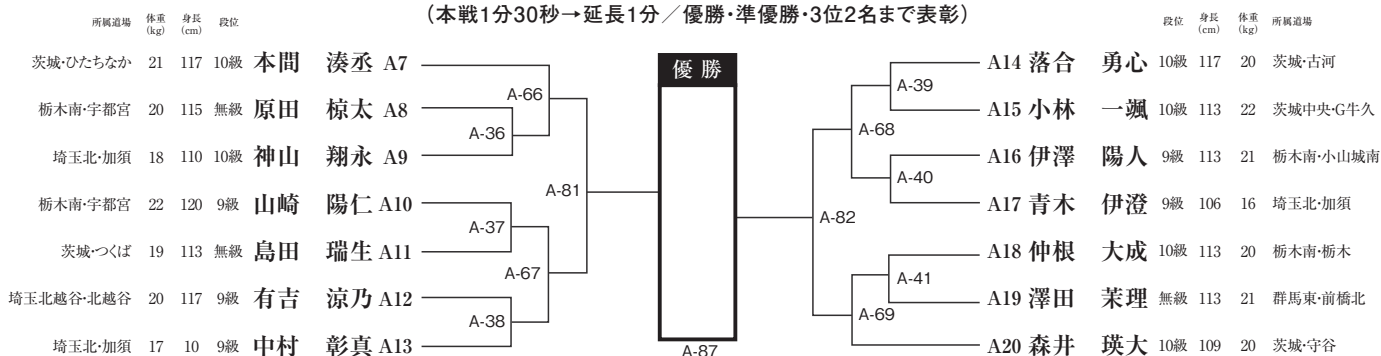 (本戦1分30秒→延長1分／優勝・準優勝・3位2名まで表彰)
所属道場 体重(kg) 身長(cm) 段位
茨城・ひたちなか 21 117 10級 本間 湊丞 A7
栃木南・宇都宮 20 115 無級 原田 椋太 A8
埼玉北・加須 18 110 10級 神山 翔永 A9
栃木南・宇都宮 22 120 9級 山崎 陽仁 A10
茨城・つくば 19 113 無級 島田 瑞生 A11
埼玉北越谷・北越谷 20 117 9級 有吉 涼乃 A12
埼玉北・加須 17 10 9級 中村 彰真 A13
A-66
A-36
A-81
A-37
A-67
A-38
優勝
A-87
段位 身長(cm) 体重(kg) 所属道場
A14 落合 勇心 10級 117 20 茨城・古河
A15 小林 一颯 10級 113 22 茨城中央・G牛久
A16 伊澤 陽人 9級 113 21 栃木南・小山城南
A17 青木 伊澄 9級 106 16 埼玉北・加須
A18 仲根 大成 10級 113 20 栃木南・栃木
A19 澤田 茉理 無級 113 21 群馬東・前橋北
A20 森井 瑛大 10級 109 20 茨城・守谷
A-39
A-68
A-40
A-82
A-41
A-69